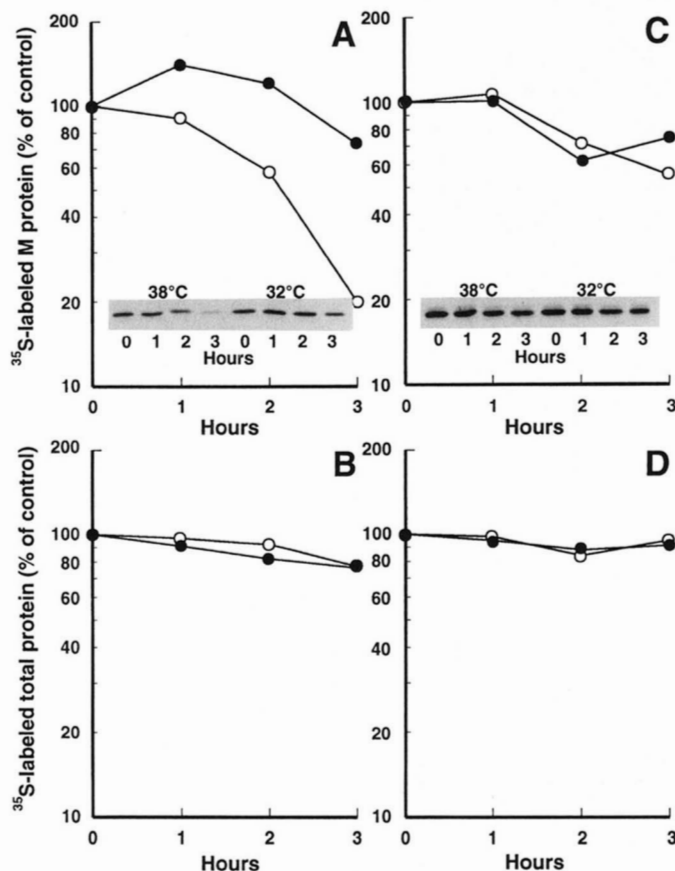 A
³⁵S-labeled M protein (% of control)
200
100
80
60
40
20
10
38°C 32°C
0 1 2 3 0 1 2 3
Hours
0 1 2 3
Hours
C
200
100
80
60
40
20
10
38°C 32°C
0 1 2 3 0 1 2 3
Hours
0 1 2 3
Hours
B
³⁵S-labeled total protein (% of control)
200
100
80
60
40
20
10
0 1 2 3
Hours
D
200
100
80
60
40
20
10
0 1 2 3
Hours